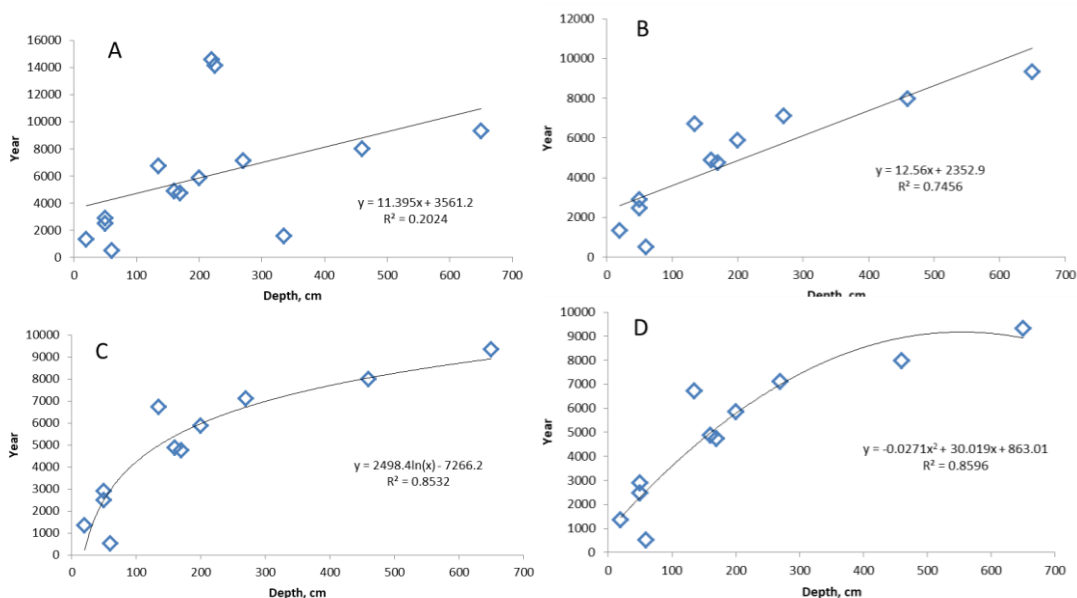 A
16000
14000
12000
10000
8000
6000
4000
2000
0
Year
y = 11.395x + 3561.2
R² = 0.2024
0 100 200 300 400 500 600 700
Depth, cm
B
12000
10000
8000
6000
4000
2000
0
Year
y = 12.56x + 2352.9
R² = 0.7456
0 100 200 300 400 500 600 700
Depth, cm
C
10000
9000
8000
7000
6000
5000
4000
3000
2000
1000
0
Year
y = 2498.4ln(x) - 7266.2
R² = 0.8532
0 100 200 300 400 500 600 700
Depth, cm
D
10000
9000
8000
7000
6000
5000
4000
3000
2000
1000
0
Year
y = -0.0271x² + 30.019x + 863.01
R² = 0.8596
0 100 200 300 400 500 600 700
Depth, cm